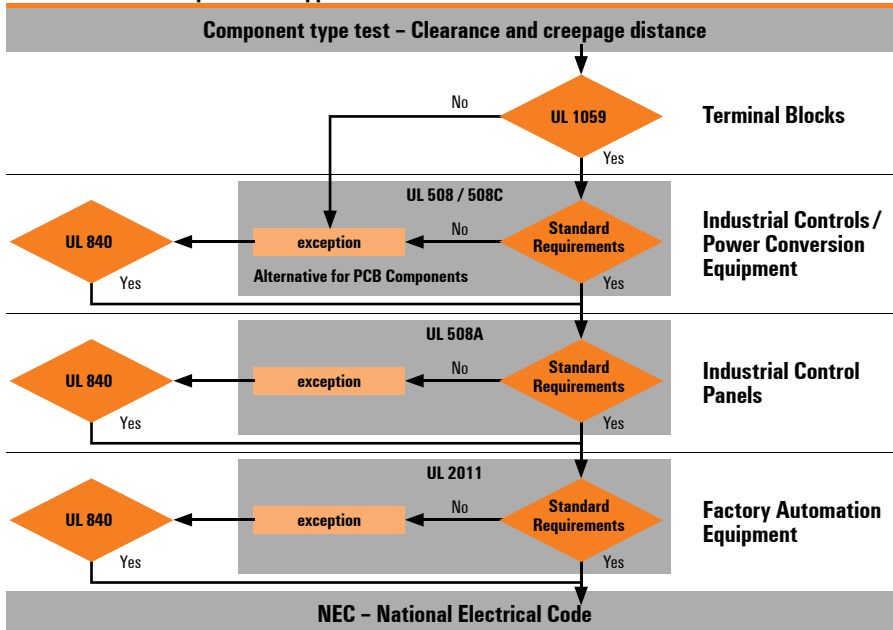 Component type test – Clearance and creepage distance
No
UL 1059
Terminal Blocks
Yes
UL 508 / 508C
UL 840
exception
No
Standard
Requirements
Industrial Controls /
Power Conversion
Equipment
Yes
Alternative for PCB Components
Yes
UL 508A
UL 840
exception
No
Standard
Requirements
Industrial Control
Panels
Yes
Yes
UL 2011
UL 840
exception
No
Standard
Requirements
Factory Automation
Equipment
Yes
Yes
NEC – National Electrical Code